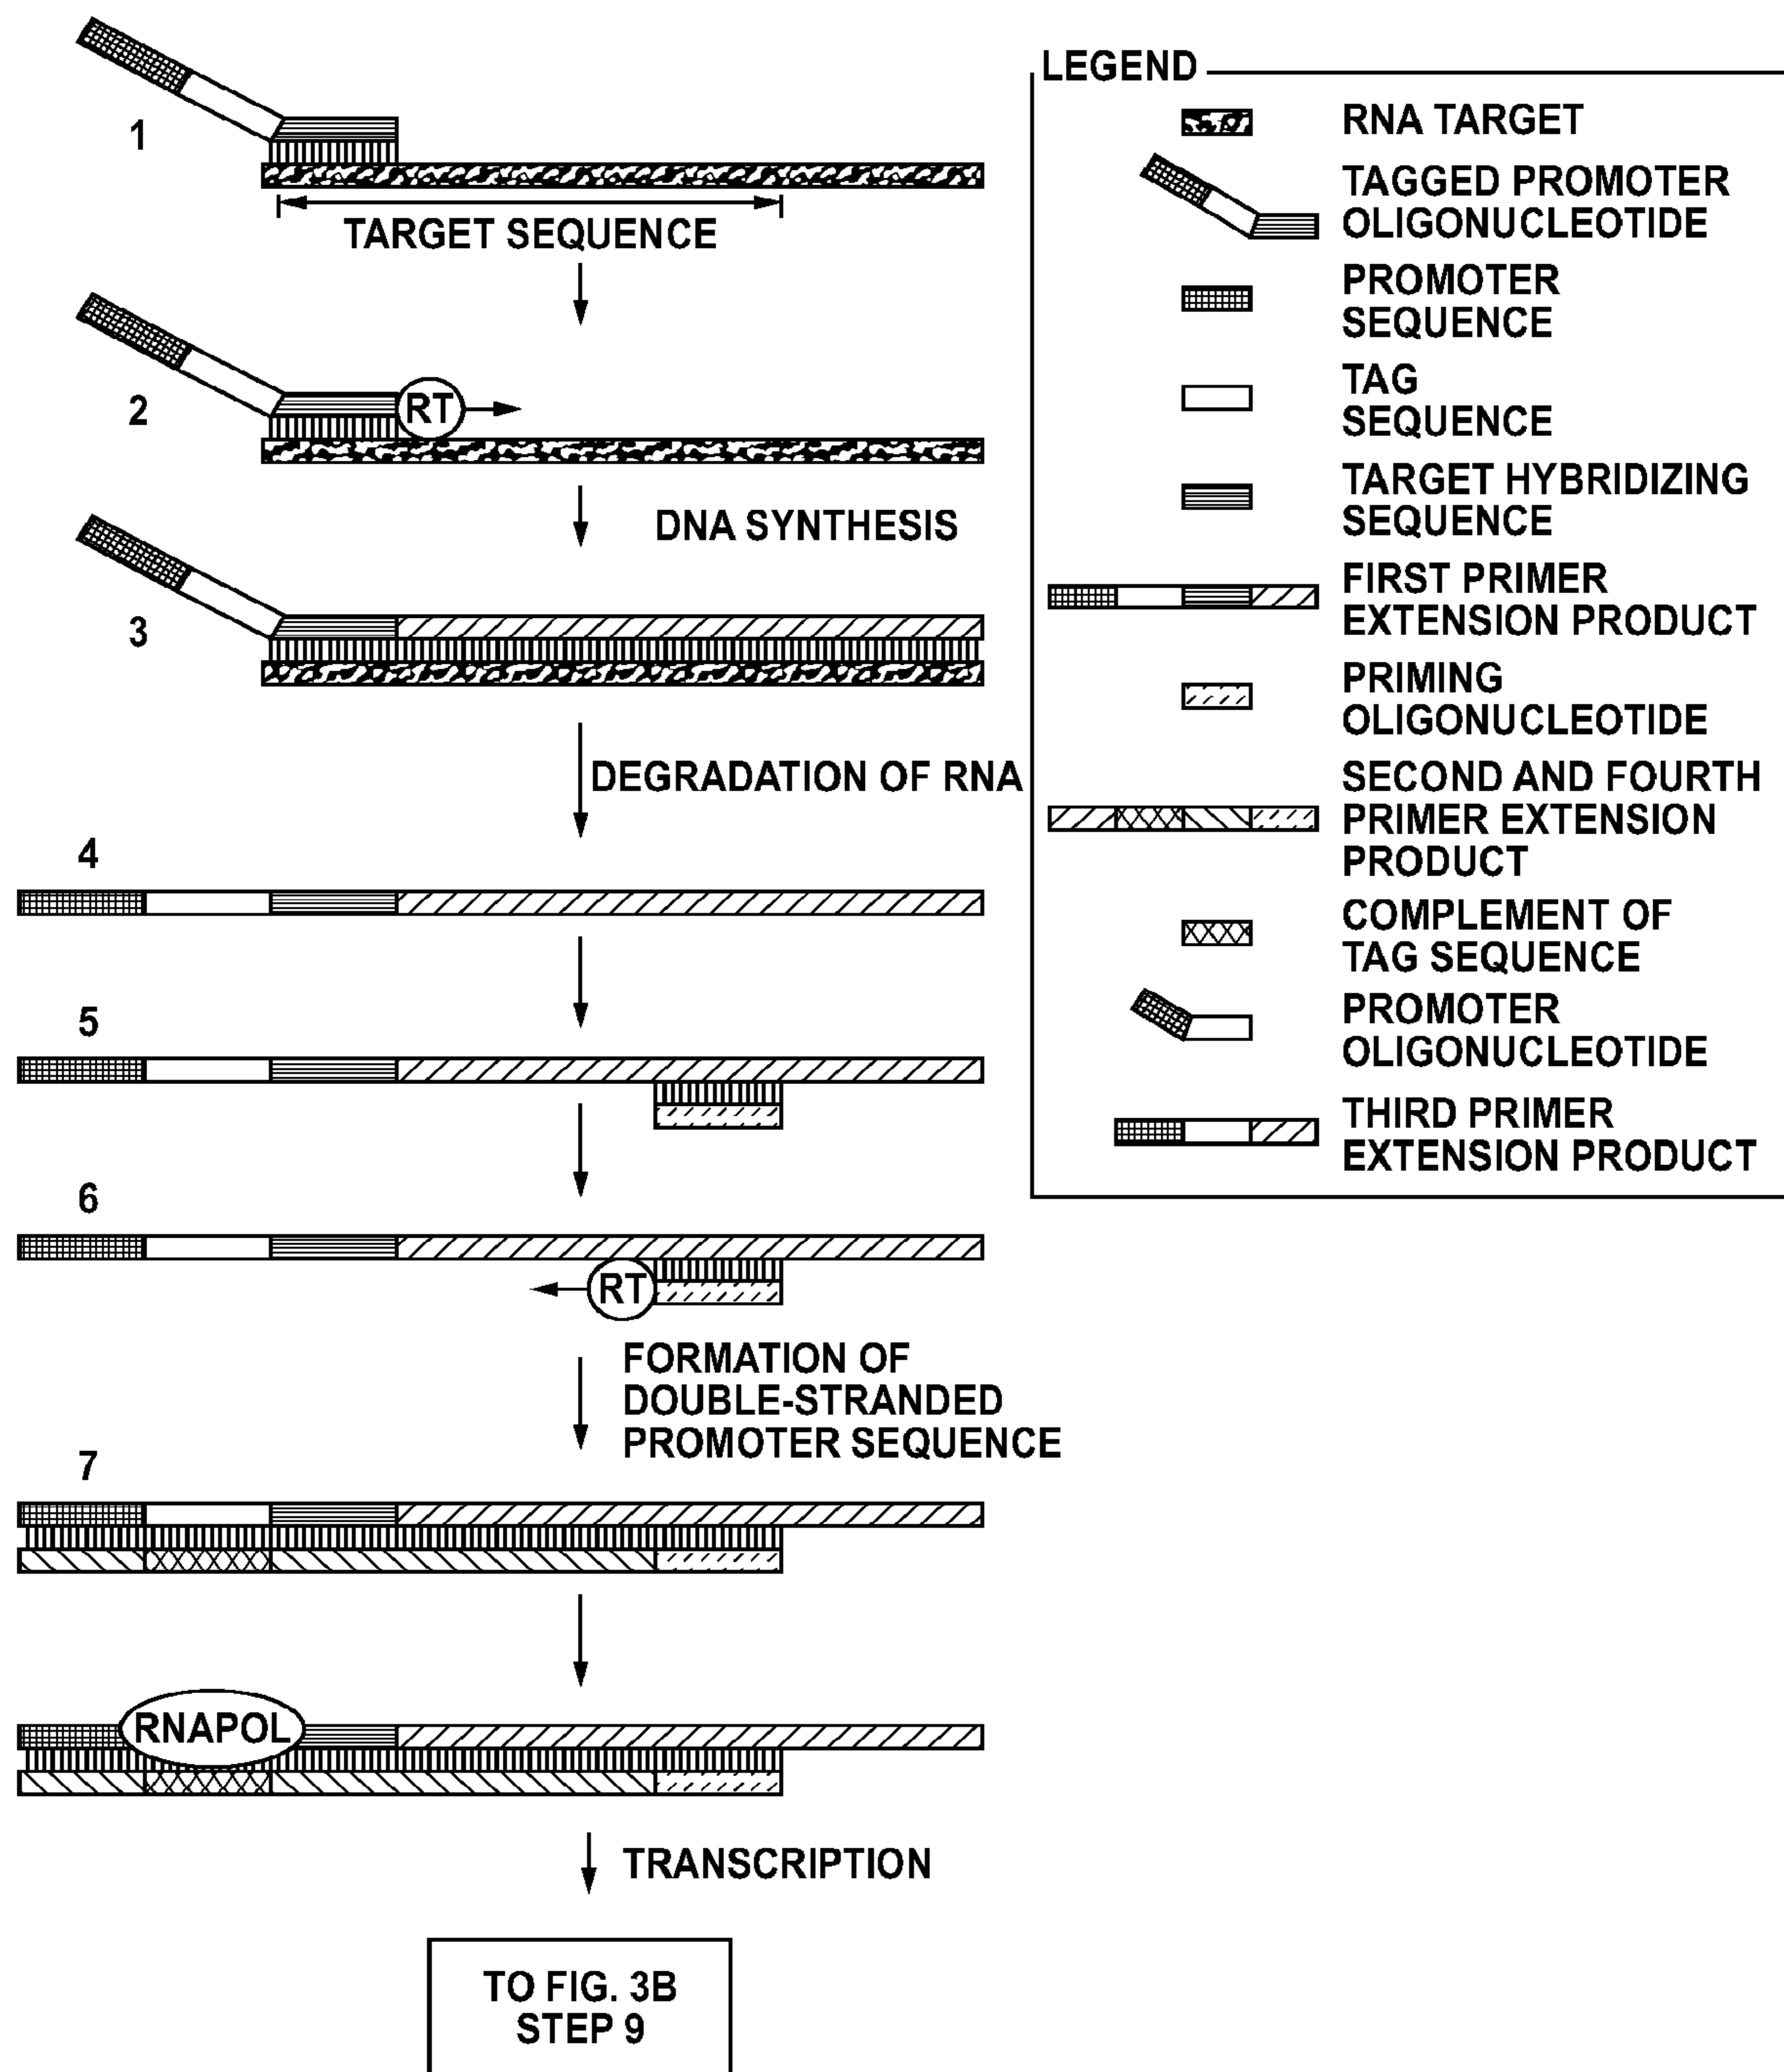 1
TARGET SEQUENCE
2
RT
DNA SYNTHESIS
3
DEGRADATION OF RNA
4
5
6
RT
FORMATION OF
DOUBLE-STRANDED
PROMOTER SEQUENCE
7
RNAPOL
TRANSCRIPTION
TO FIG. 3B
STEP 9
LEGEND
RNA TARGET
TAGGED PROMOTER
OLIGONUCLEOTIDE
PROMOTER
SEQUENCE
TAG
SEQUENCE
TARGET HYBRIDIZING
SEQUENCE
FIRST PRIMER
EXTENSION PRODUCT
PRIMING
OLIGONUCLEOTIDE
SECOND AND FOURTH
PRIMER EXTENSION
PRODUCT
COMPLEMENT OF
TAG SEQUENCE
PROMOTER
OLIGONUCLEOTIDE
THIRD PRIMER
EXTENSION PRODUCT